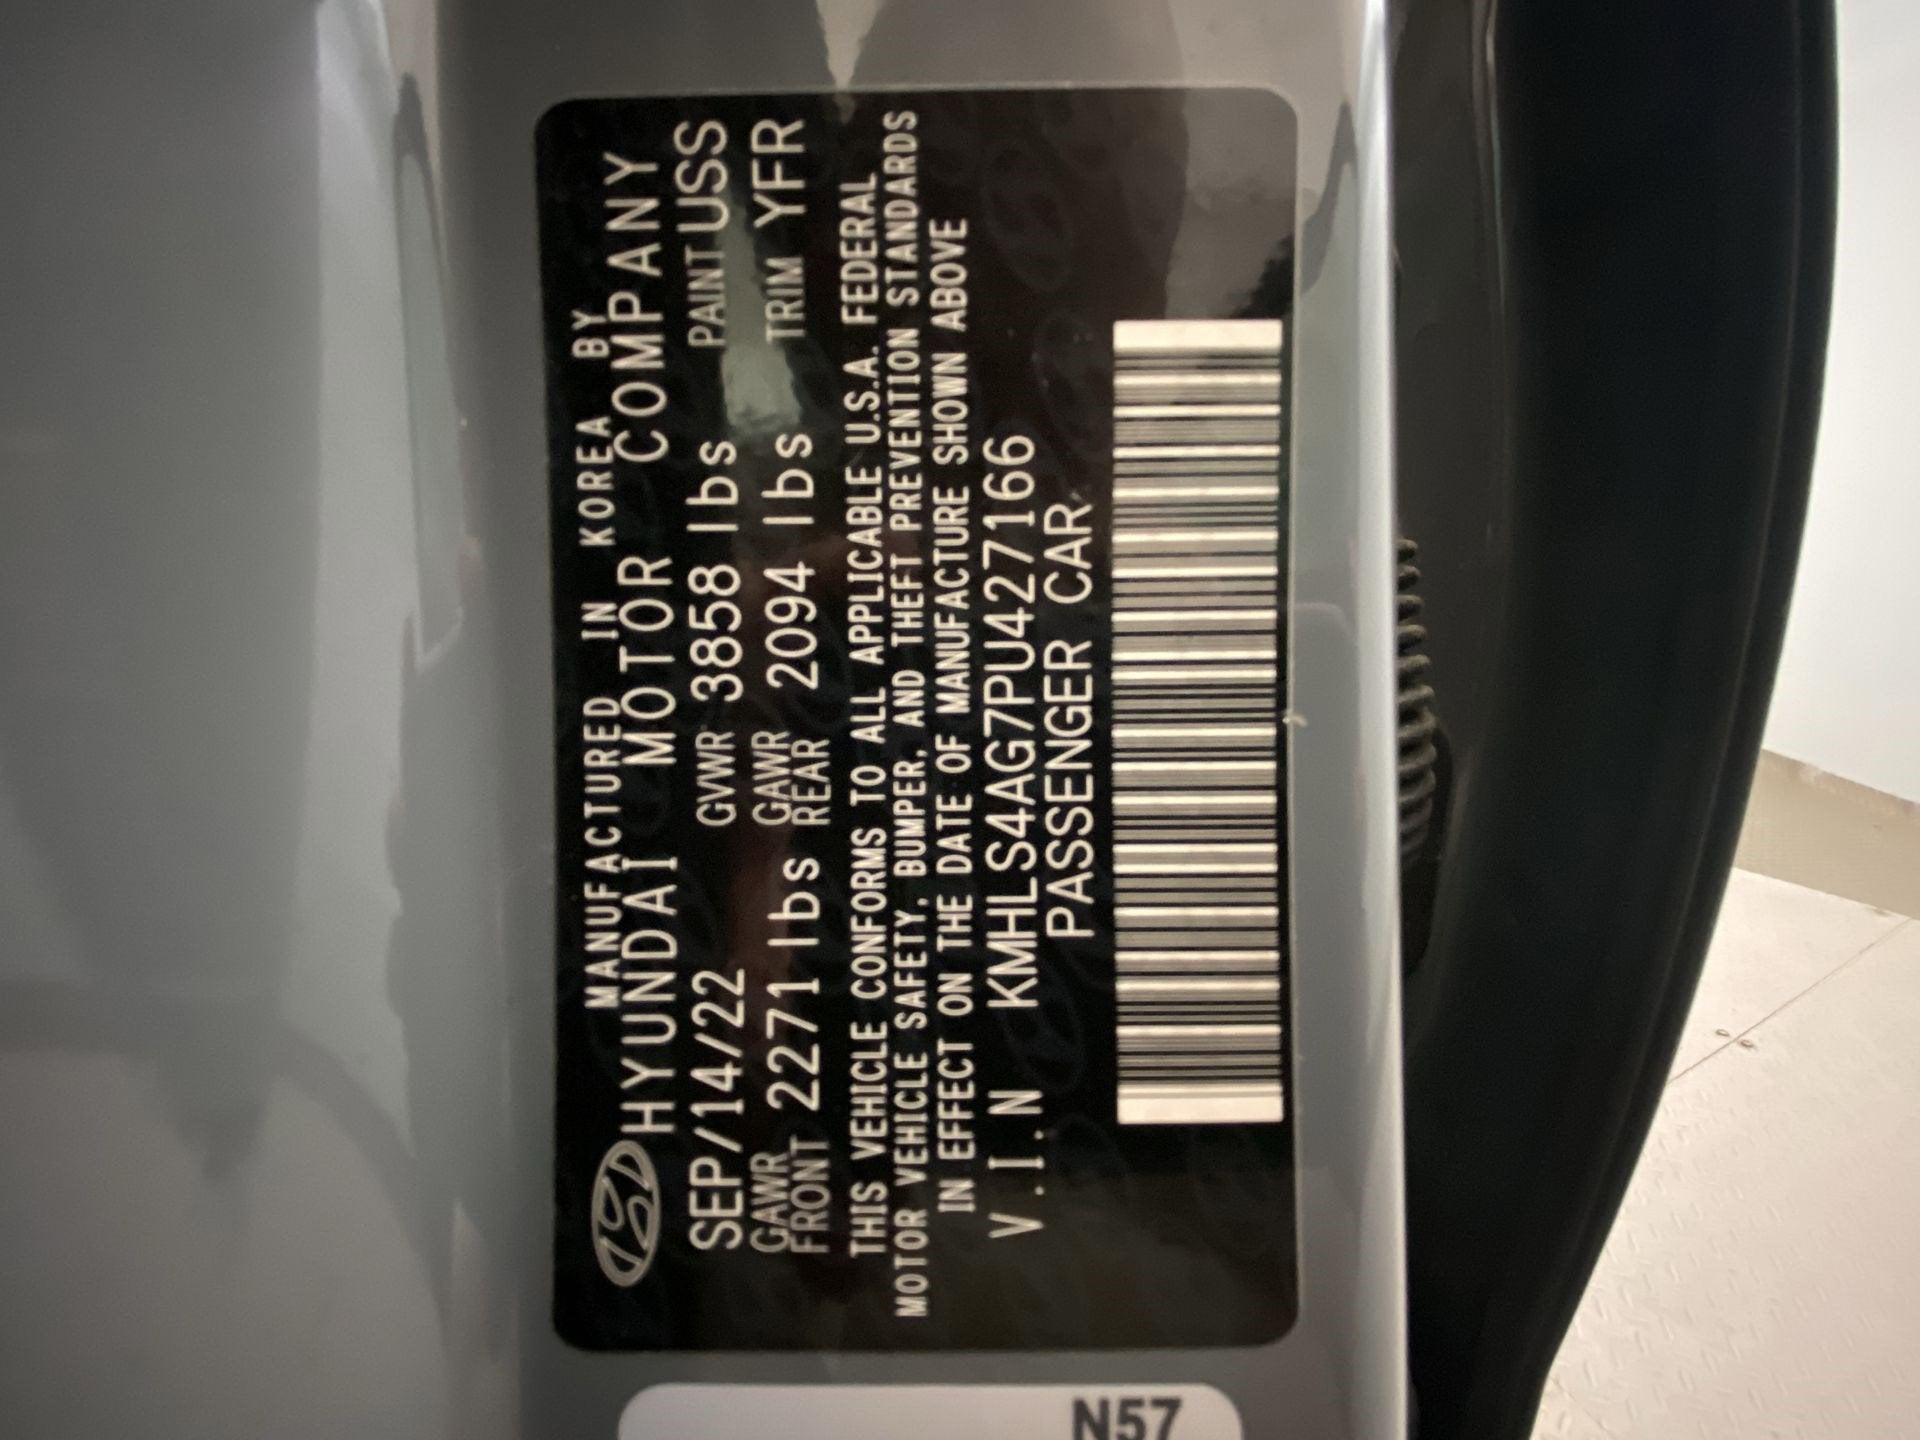 MANUFACTURED IN KOREA BY
HYUNDAI MOTOR COMPANY
SEP/14/22 GVWR 3858 lbs PAINT USS
GAWR FRONT 2271 lbs GAWR REAR 2094 lbs TRIM YFR
THIS VEHICLE CONFORMS TO ALL APPLICABLE U.S.A. FEDERAL
MOTOR VEHICLE SAFETY, BUMPER, AND THEFT PREVENTION STANDARDS
IN EFFECT ON THE DATE OF MANUFACTURE SHOWN ABOVE
V.I.N KMHLS4AG7PU427166
PASSENGER CAR
N57